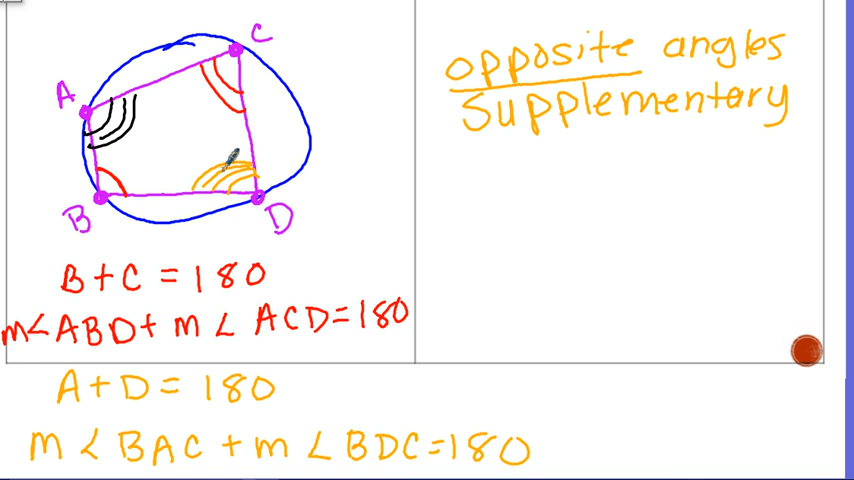 C
A
B
D
opposite angles
supplementary
B+C=180
m<ABD+m<ACD=180
A+D=180
m<BAC+m<BDC=180